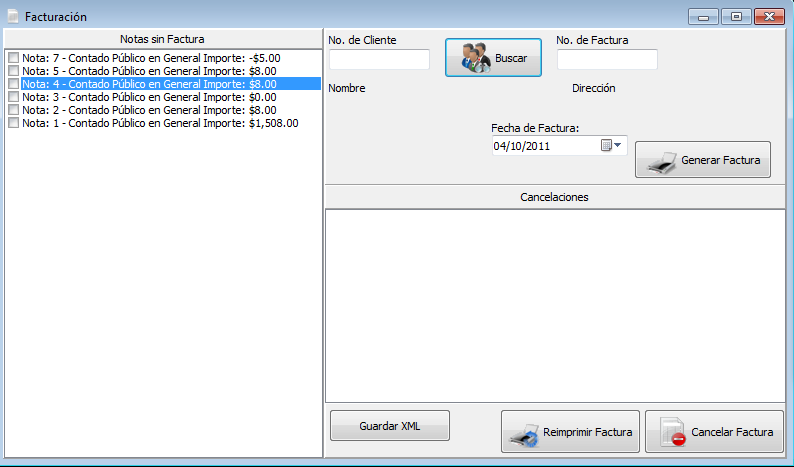 Facturación
Notas sin Factura
Nota: 7 - Contado Público en General Importe: -$5.00
Nota: 5 - Contado Público en General Importe: $8.00
Nota: 4 - Contado Público en General Importe: $8.00
Nota: 3 - Contado Público en General Importe: $0.00
Nota: 2 - Contado Público en General Importe: $8.00
Nota: 1 - Contado Público en General Importe: $1,508.00
No. de Cliente
Buscar
No. de Factura
Nombre
Dirección
Fecha de Factura:
04/10/2011
Generar Factura
Cancelaciones
Guardar XML
Reimprimir Factura
Cancelar Factura